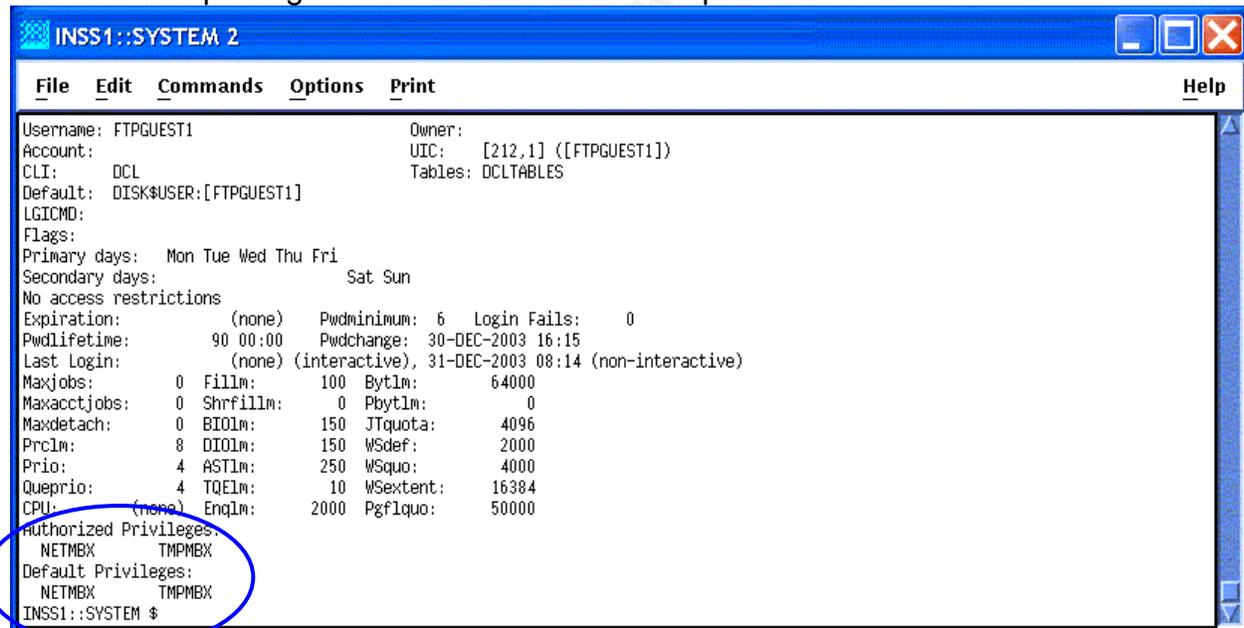 INSS1::SYSTEM 2
File Edit Commands Options Print Help
Username: FTPGUEST1 Owner:
Account: UIC: [212,1] ([FTPGUEST1])
CLI: DCL Tables: DCLTABLES
Default: DISK$USER:[FTPGUEST1]
LGICMD:
Flags:
Primary days: Mon Tue Wed Thu Fri
Secondary days: Sat Sun
No access restrictions
Expiration: (none) Pwdminimum: 6 Login Fails: 0
Pwdlifetime: 90 00:00 Pwdchange: 30-DEC-2003 16:15
Last Login: (none) (interactive), 31-DEC-2003 08:14 (non-interactive)
Maxjobs: 0 Fillm: 100 Bytlm: 64000
Maxacctjobs: 0 Shrfillm: 0 Pbytlm: 0
Maxdetach: 0 BIOlm: 150 JTquota: 4096
Prclm: 8 DIOlm: 150 WSdef: 2000
Prio: 4 ASTlm: 250 WSquo: 4000
Queprio: 4 TQElm: 10 WSextent: 16384
CPU: (none) Enqlm: 2000 Pgflquo: 50000
Authorized Privileges:
NETMBX TMPMBX
Default Privileges:
NETMBX TMPMBX
INSS1::SYSTEM $